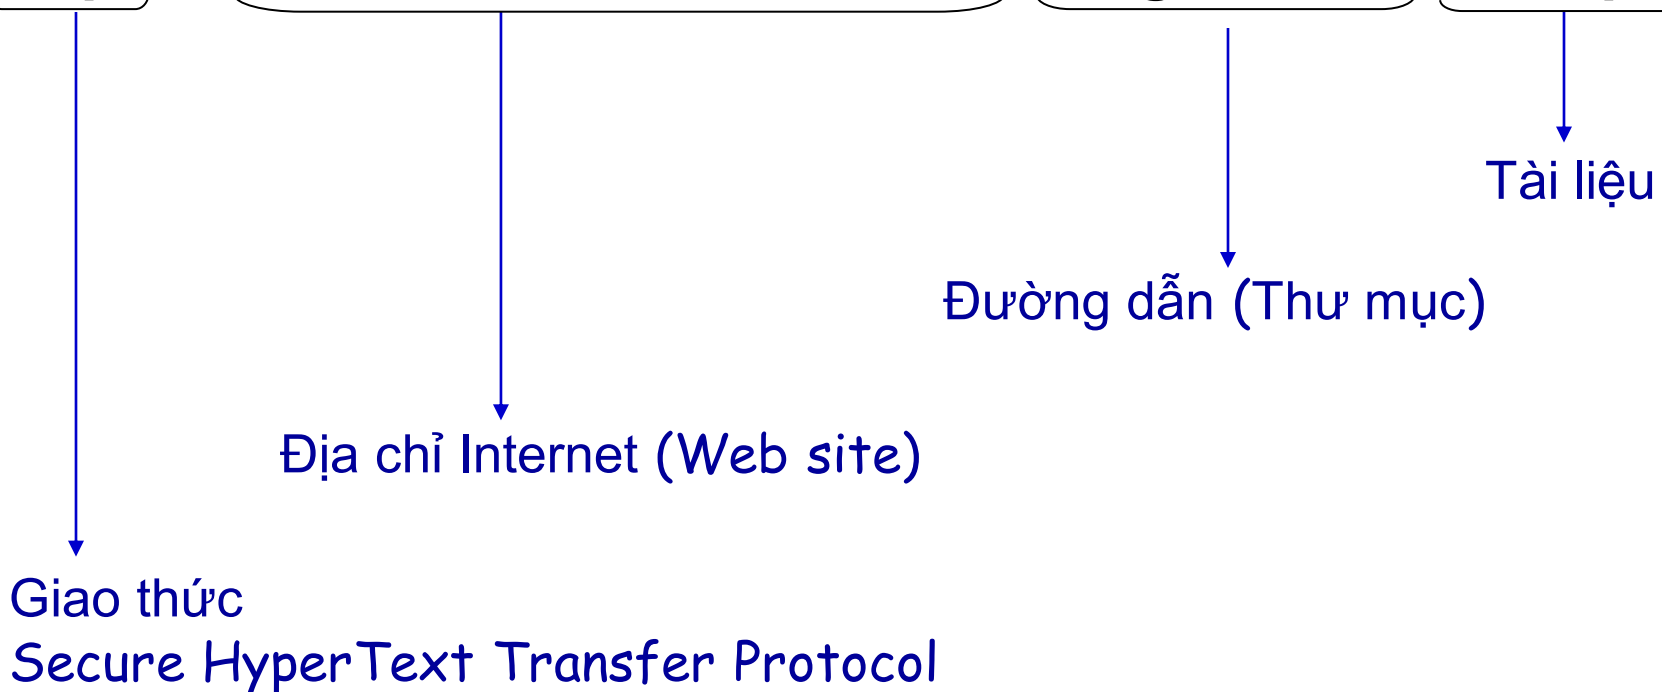 Tài liệu
Đường dẫn (Thư mục)
Địa chỉ Internet (Web site)
Giao thức
Secure HyperText Transfer Protocol